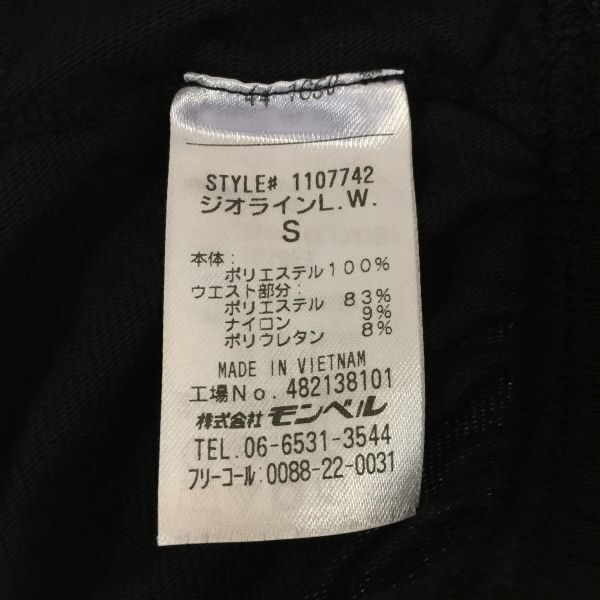 STYLE# 1107742
ジオラインL.W.
S
本体:
ポリエステル100%
ウエスト部分:
ポリエステル 83%
ナイロン 9%
ポリウレタン 8%
MADE IN VIETNAM
工場No. 482138101
株式会社 モンベル
TEL.06-6531-3544
フリーコール:0088-22-0031